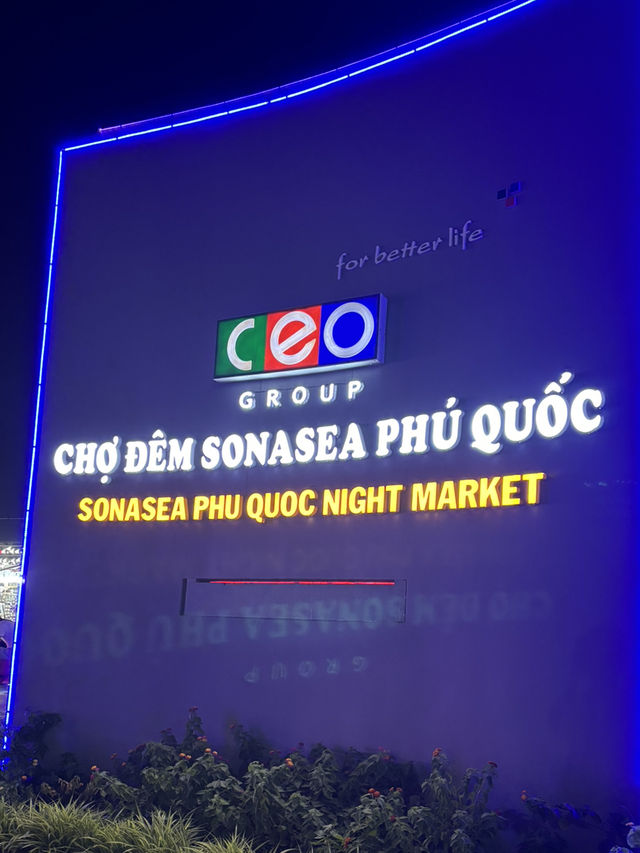 for better life
CEO
GROUP
CHỢ ĐÊM SONASEA PHÚ QUỐC
SONASEA PHU QUOC NIGHT MARKET